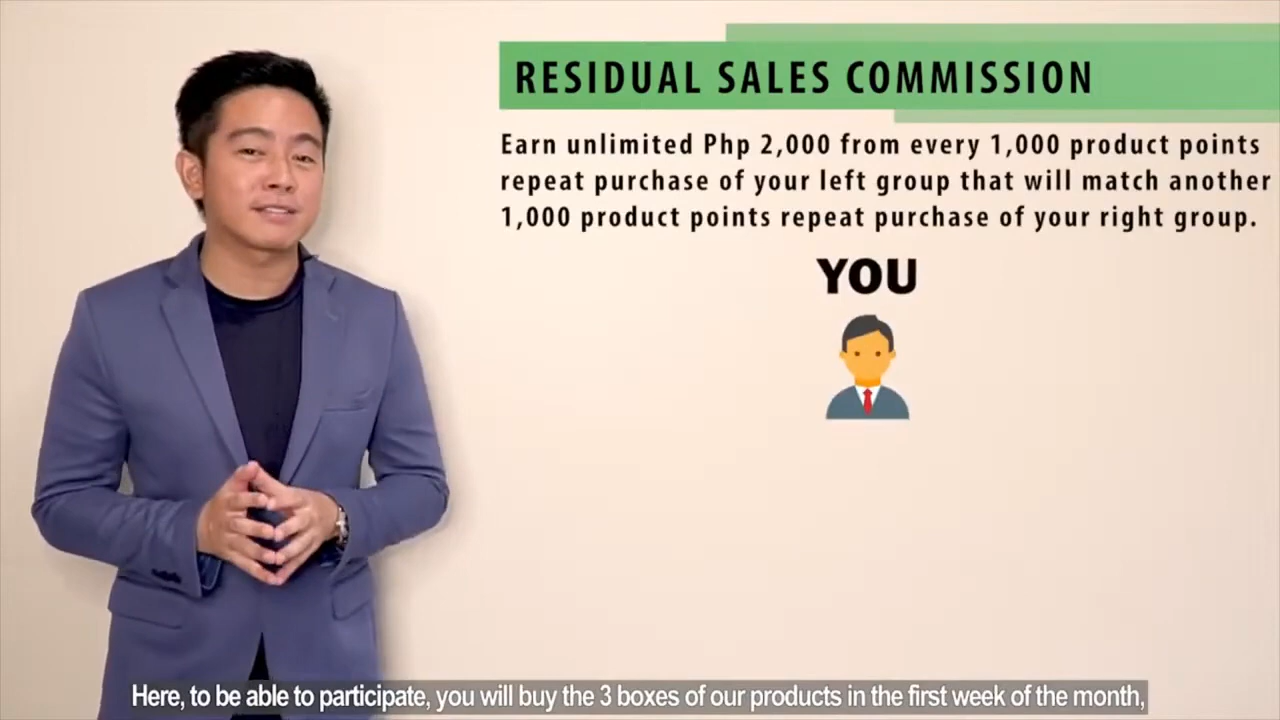 RESIDUAL SALES COMMISSION
Earn unlimited Php 2,000 from every 1,000 product points
repeat purchase of your left group that will match another
1,000 product points repeat purchase of your right group.
YOU
Here, to be able to participate, you will buy the 3 boxes of our products in the first week of the month,